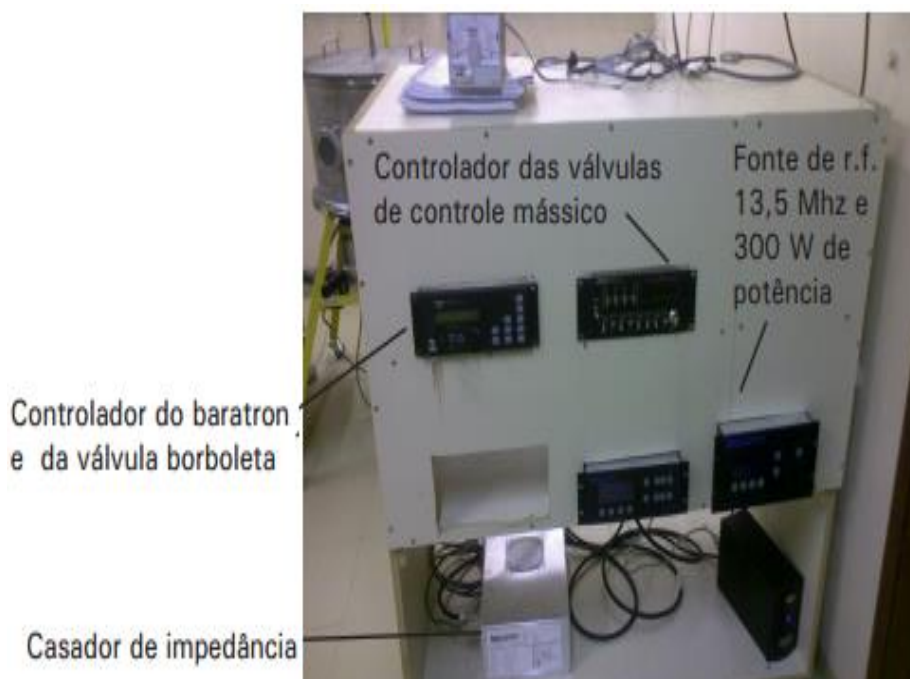 Controlador das válvulas
de controle mássico
Fonte de r.f.
13,5 Mhz e
300 W de
potência
Controlador do baratron
e da válvula borboleta
Casador de impedância